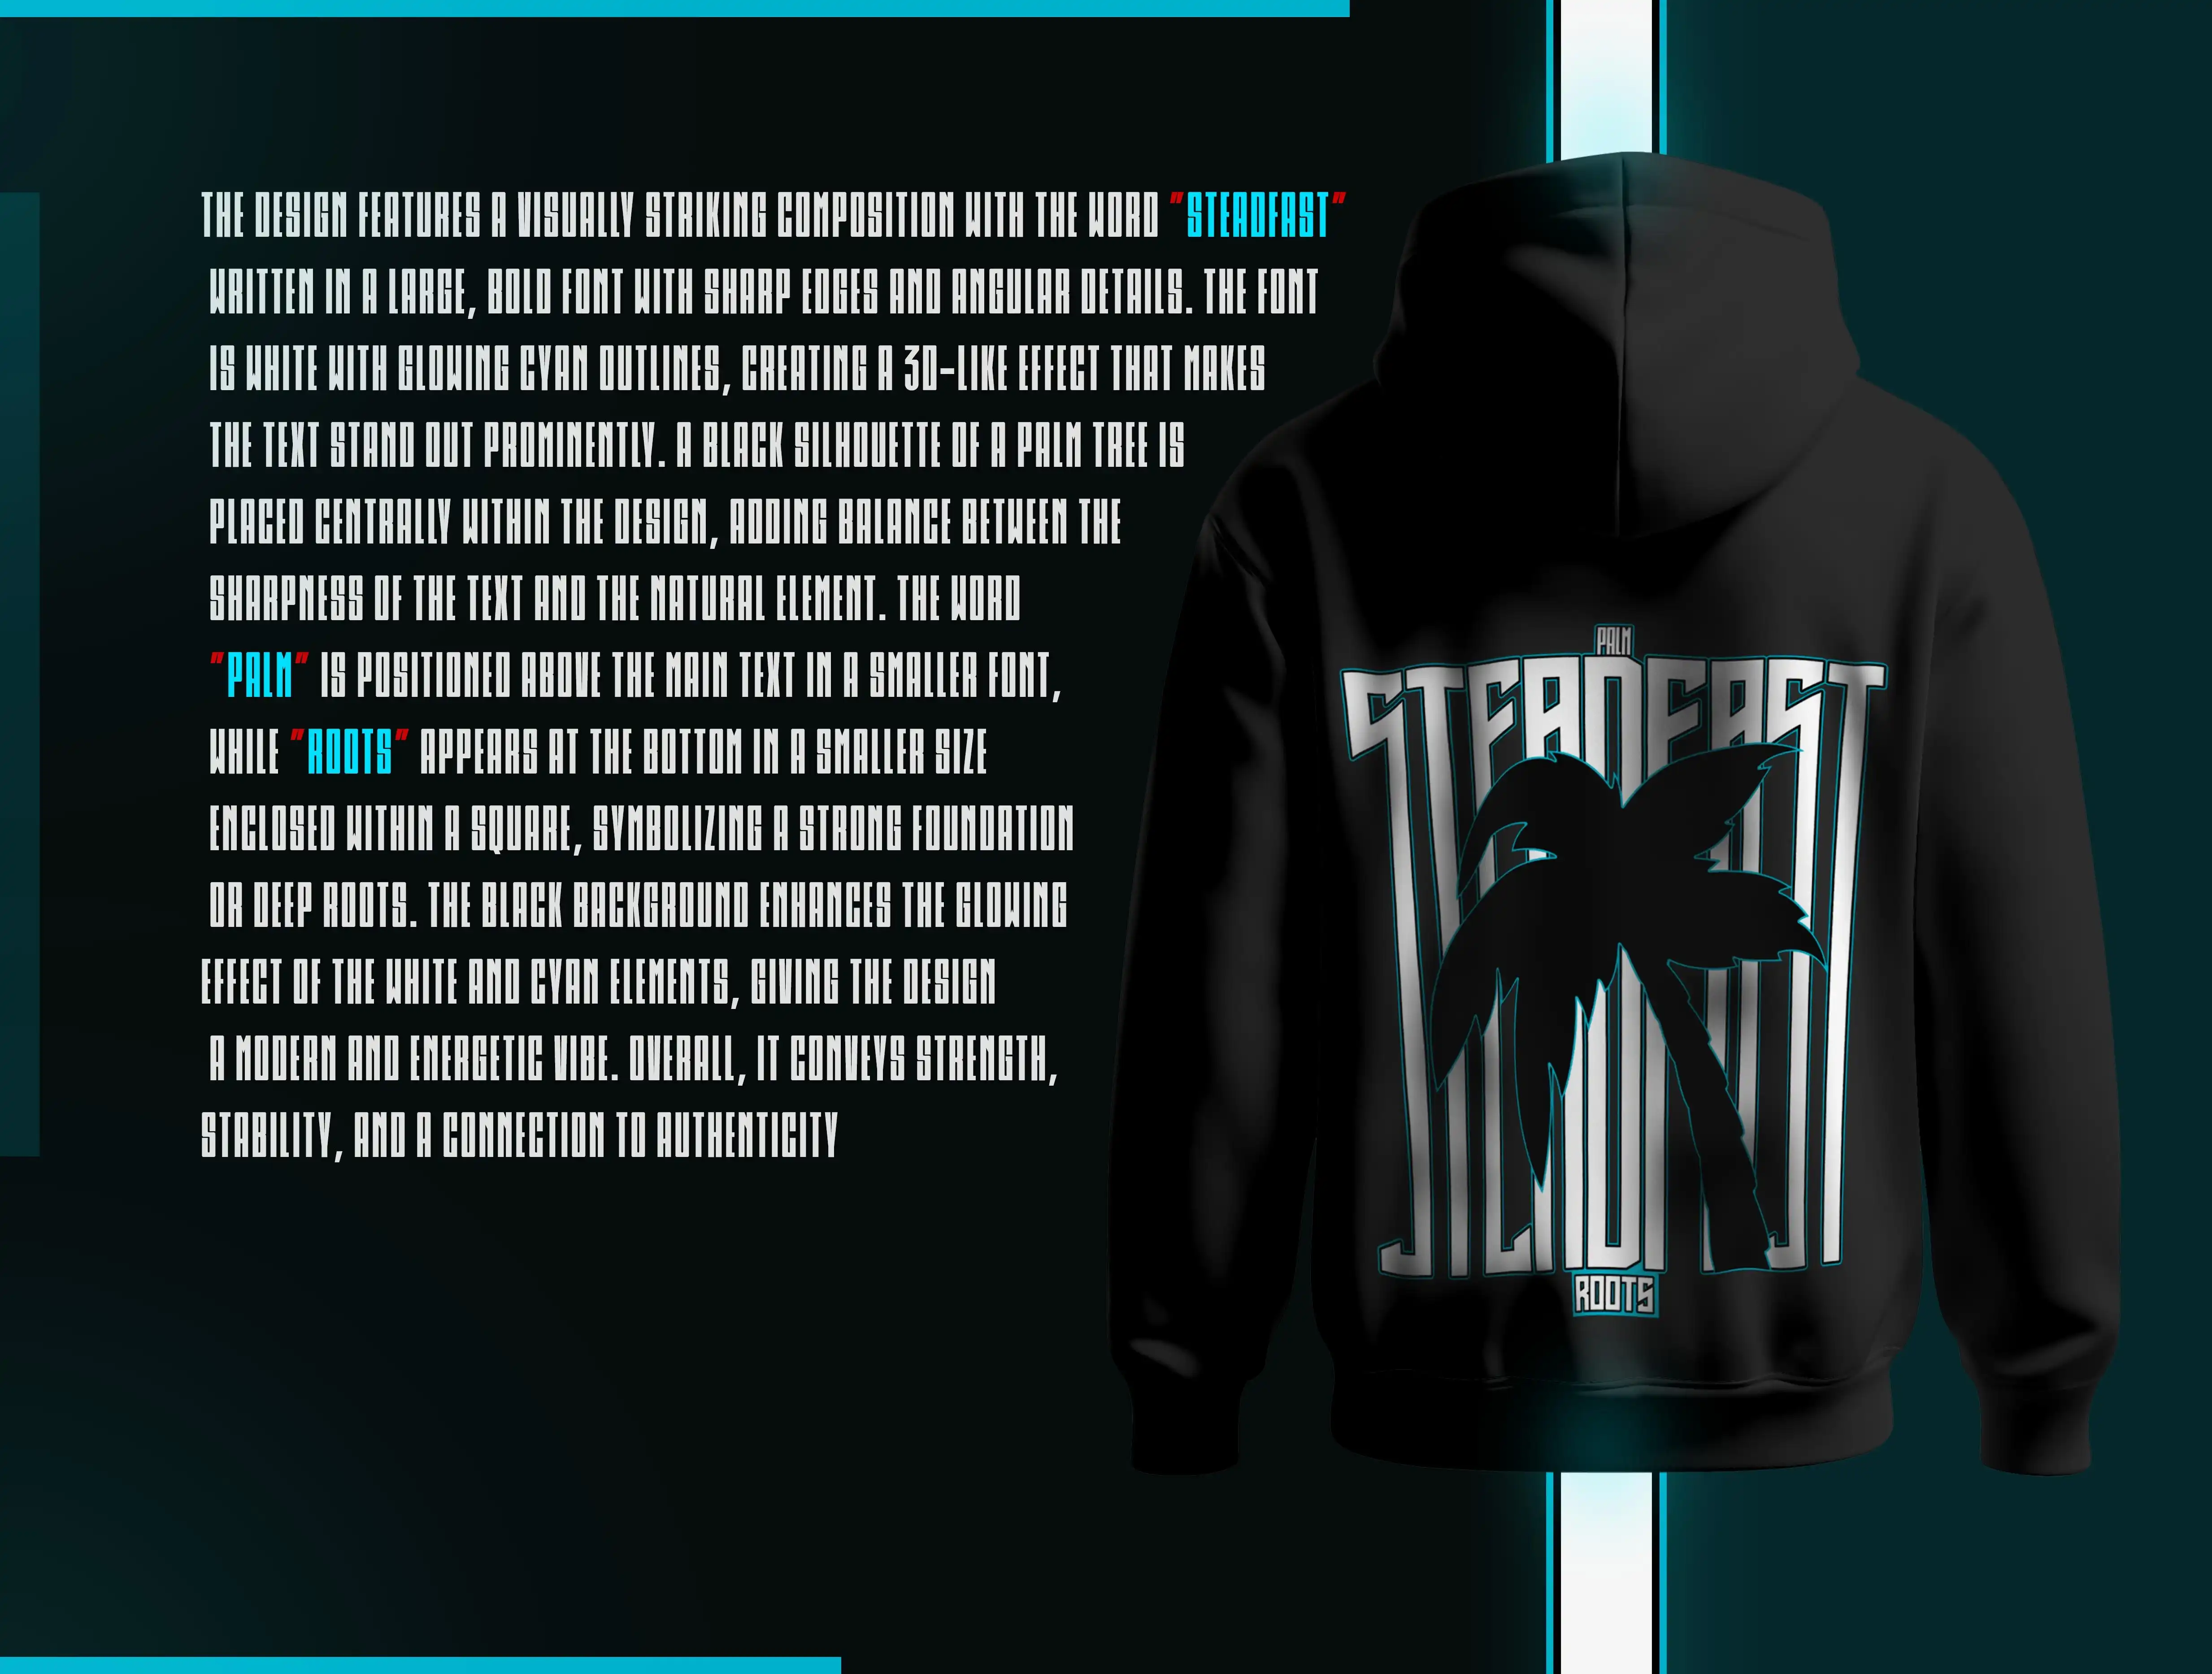 THE DESIGN FEATURES A VISUALLY STRIKING COMPOSITION WITH THE WORD "STEADFAST"
WRITTEN IN A LARGE, BOLD FONT WITH SHARP EDGES AND ANGULAR DETAILS. THE FONT
IS WHITE WITH GLOWING CYAN OUTLINES, CREATING A 3D-LIKE EFFECT THAT MAKES
THE TEXT STAND OUT PROMINENTLY. A BLACK SILHOUETTE OF A PALM TREE IS
PLACED CENTRALLY WITHIN THE DESIGN, ADDING BALANCE BETWEEN THE
SHARPNESS OF THE TEXT AND THE NATURAL ELEMENT. THE WORD
"PALM" IS POSITIONED ABOVE THE MAIN TEXT IN A SMALLER FONT,
WHILE "ROOTS" APPEARS AT THE BOTTOM IN A SMALLER SIZE
ENCLOSED WITHIN A SQUARE, SYMBOLIZING A STRONG FOUNDATION
OR DEEP ROOTS. THE BLACK BACKGROUND ENHANCES THE GLOWING
EFFECT OF THE WHITE AND CYAN ELEMENTS, GIVING THE DESIGN
A MODERN AND ENERGETIC VIBE. OVERALL, IT CONVEYS STRENGTH,
STABILITY, AND A CONNECTION TO AUTHENTICITY
PALM
STEADFAST
ROOTS